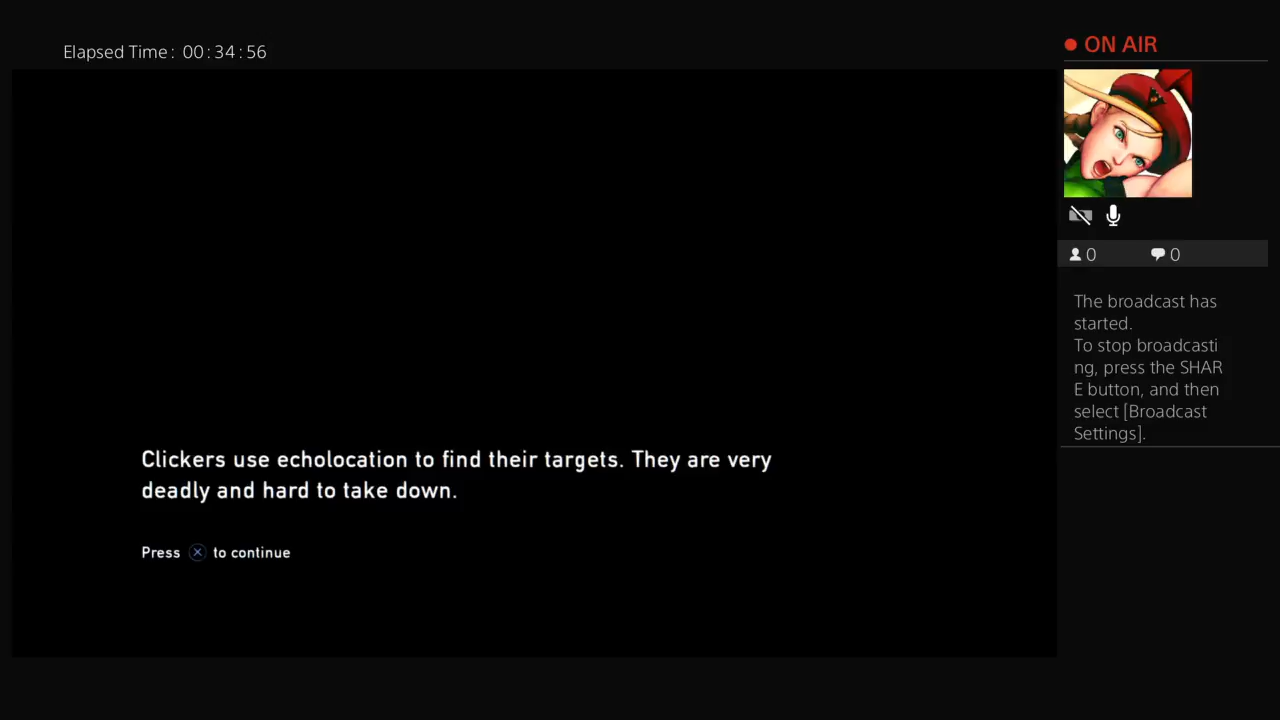 Elapsed Time: 00:34:56
ON AIR
0 0
The broadcast has
started.
To stop broadcasti
ng, press the SHAR
E button, and then
select [Broadcast
Settings].
Clickers use echolocation to find their targets. They are very
deadly and hard to take down.
Press ⓧ to continue